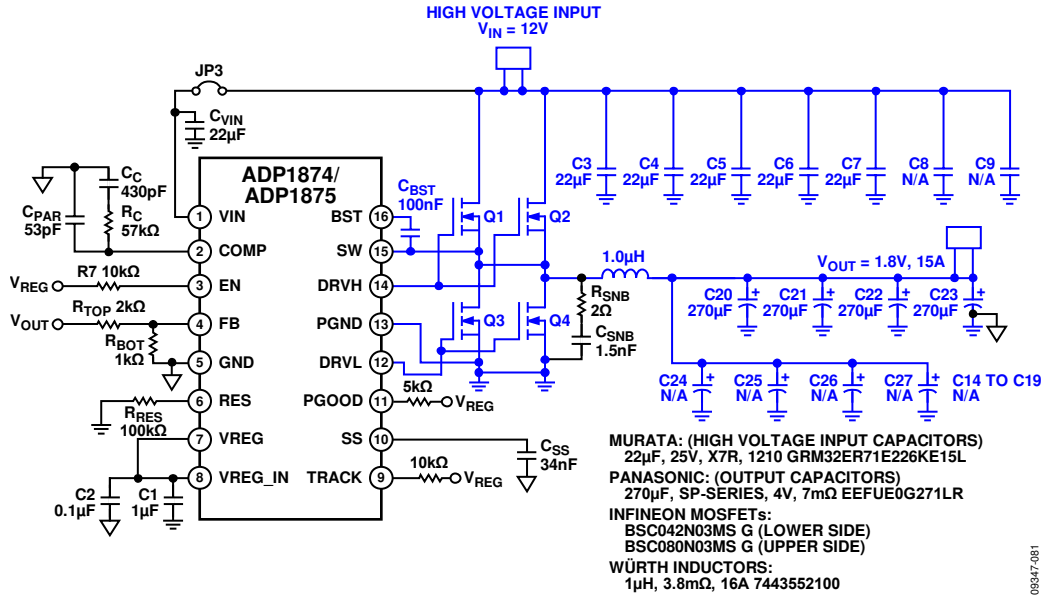 HIGH VOLTAGE INPUT
VIN = 12V
JP3
CVIN
22µF
CC
430pF
RC
57kΩ
CPAR
53pF
ADP1874/
ADP1875
1 VIN
2 COMP
3 EN
4 FB
5 GND
6 RES
7 VREG
8 VREG_IN
BST 16
SW 15
DRVH 14
PGND 13
DRVL 12
PGOOD 11
SS 10
TRACK 9
VREG
R7 10kΩ
VOUT
RTOP 2kΩ
RBOT
1kΩ
RRES
100kΩ
C2
0.1µF
C1
1µF
CBST
100nF
Q1
Q2
Q3
Q4
5kΩ
VREG
CSS
34nF
10kΩ
VREG
C3
22µF
C4
22µF
C5
22µF
C6
22µF
C7
22µF
C8
N/A
C9
N/A
1.0µH
VOUT = 1.8V, 15A
RSNB
2Ω
CSNB
1.5nF
C20
270µF
+
C21
270µF
+
C22
270µF
+
C23
270µF
+
C24
N/A
+
C25
N/A
+
C26
N/A
+
C27
N/A
+
C14 TO C19
N/A
MURATA: (HIGH VOLTAGE INPUT CAPACITORS)
22µF, 25V, X7R, 1210 GRM32ER71E226KE15L
PANASONIC: (OUTPUT CAPACITORS)
270µF, SP-SERIES, 4V, 7mΩ EEFUE0G271LR
INFINEON MOSFETs:
BSC042N03MS G (LOWER SIDE)
BSC080N03MS G (UPPER SIDE)
WÜRTH INDUCTORS:
1µH, 3.8mΩ, 16A 7443552100
09347-081